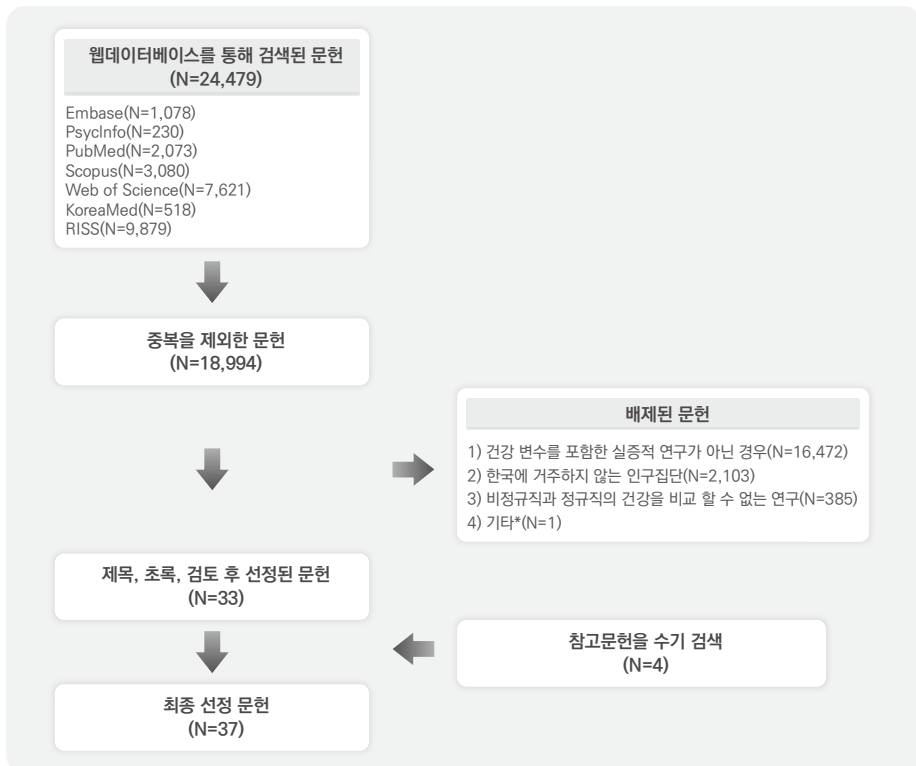 웹데이터베이스를 통해 검색된 문헌
(N=24,479)
Embase(N=1,078)
PsycInfo(N=230)
PubMed(N=2,073)
Scopus(N=3,080)
Web of Science(N=7,621)
KoreaMed(N=518)
RISS(N=9,879)
중복을 제외한 문헌
(N=18,994)
배제된 문헌
1) 건강 변수를 포함한 실증적 연구가 아닌 경우(N=16,472)
2) 한국에 거주하지 않는 인구집단(N=2,103)
3) 비정규직과 정규직의 건강을 비교 할 수 없는 연구(N=385)
4) 기타*(N=1)
제목, 초록, 검토 후 선정된 문헌
(N=33)
참고문헌을 수기 검색
(N=4)
최종 선정 문헌
(N=37)